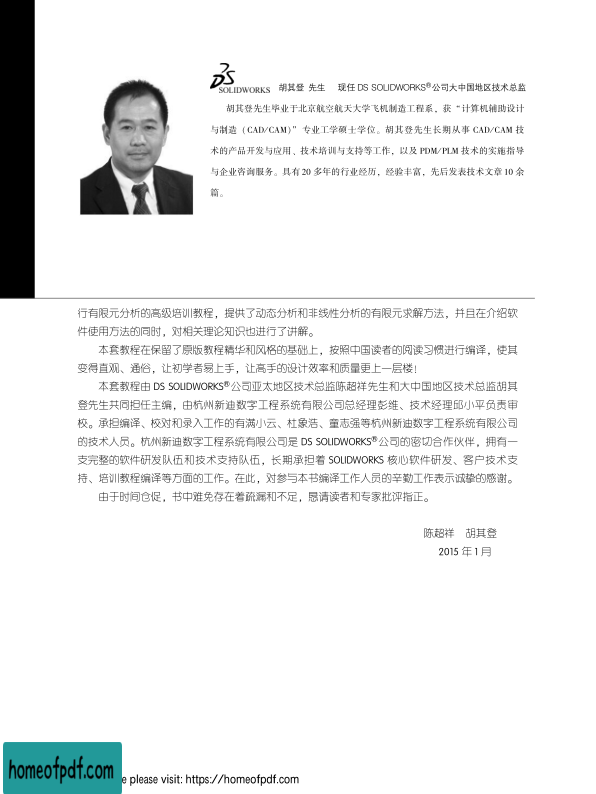 DS
SOLIDWORKS 胡其登 先生 现任 DS SOLIDWORKS®公司大中国地区技术总监
胡其登先生毕业于北京航空航天大学飞机制造工程系，获“计算机辅助设计
与制造（CAD/CAM）”专业工学硕士学位。胡其登先生长期从事 CAD/CAM 技
术的产品开发与应用、技术培训与支持等工作，以及 PDM/PLM 技术的实施指导
与企业咨询服务。具有 20 多年的行业经历，经验丰富，先后发表技术文章 10 余
篇。
行有限元分析的高级培训教程，提供了动态分析和非线性分析的有限元求解方法，并且在介绍软
件使用方法的同时，对相关理论知识也进行了讲解。
本套教程在保留了原版教程精华和风格的基础上，按照中国读者的阅读习惯进行编译，使其
变得直观、通俗，让初学者易上手，让高手的设计效率和质量更上一层楼！
本套教程由 DS SOLIDWORKS®公司亚太地区技术总监陈超祥先生和大中国地区技术总监胡其
登先生共同担任主编，由杭州新迪数字工程系统有限公司总经理彭维、技术经理邱小平负责审
校。承担编译、校对和录入工作的有满小云、杜象浩、童志强等杭州新迪数字工程系统有限公司
的技术人员。杭州新迪数字工程系统有限公司是 DS SOLIDWORKS®公司的密切合作伙伴，拥有一
支完整的软件研发队伍和技术支持队伍，长期承担着 SOLIDWORKS 核心软件研发、客户技术支
持、培训教程编译等方面的工作。在此，对参与本书编译工作人员的辛勤工作表示诚挚的感谢。
由于时间仓促，书中难免存在着疏漏和不足，恳请读者和专家批评指正。
陈超祥 胡其登
2015 年 1 月
homeofpdf.com
e please visit: https://homeofpdf.com